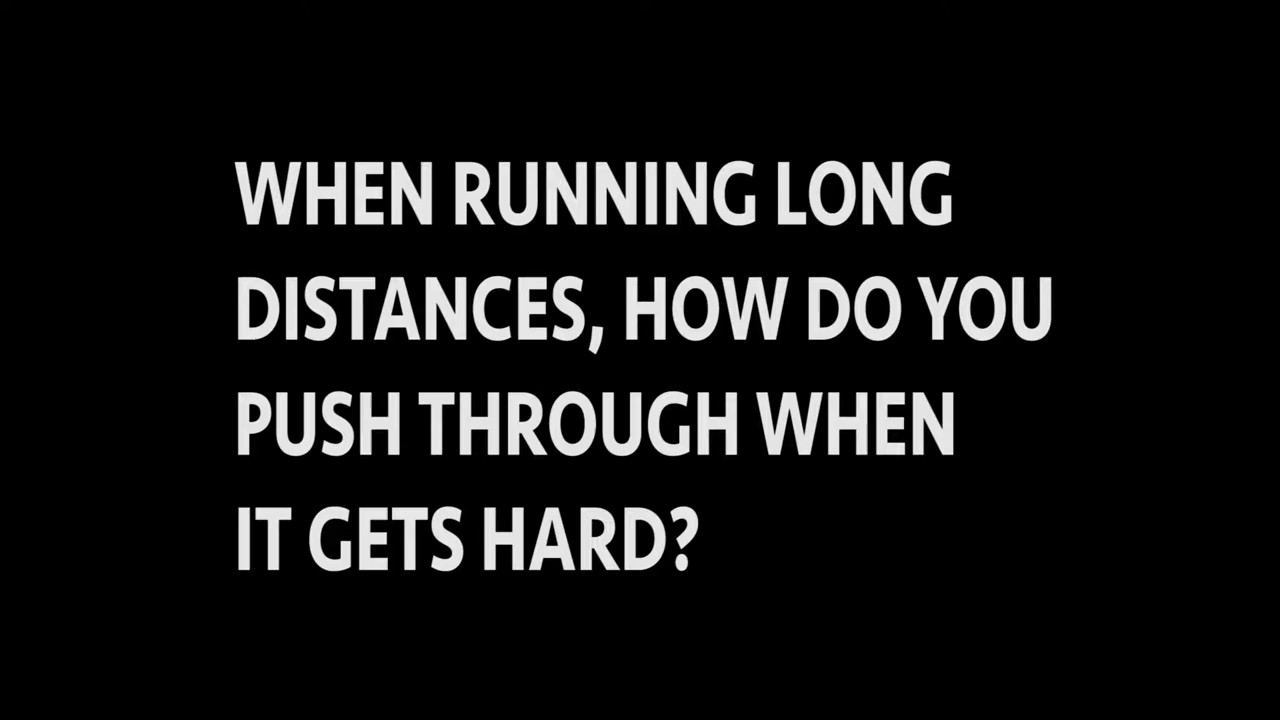 WHEN RUNNING LONG
DISTANCES, HOW DO YOU
PUSH THROUGH WHEN
IT GETS HARD?